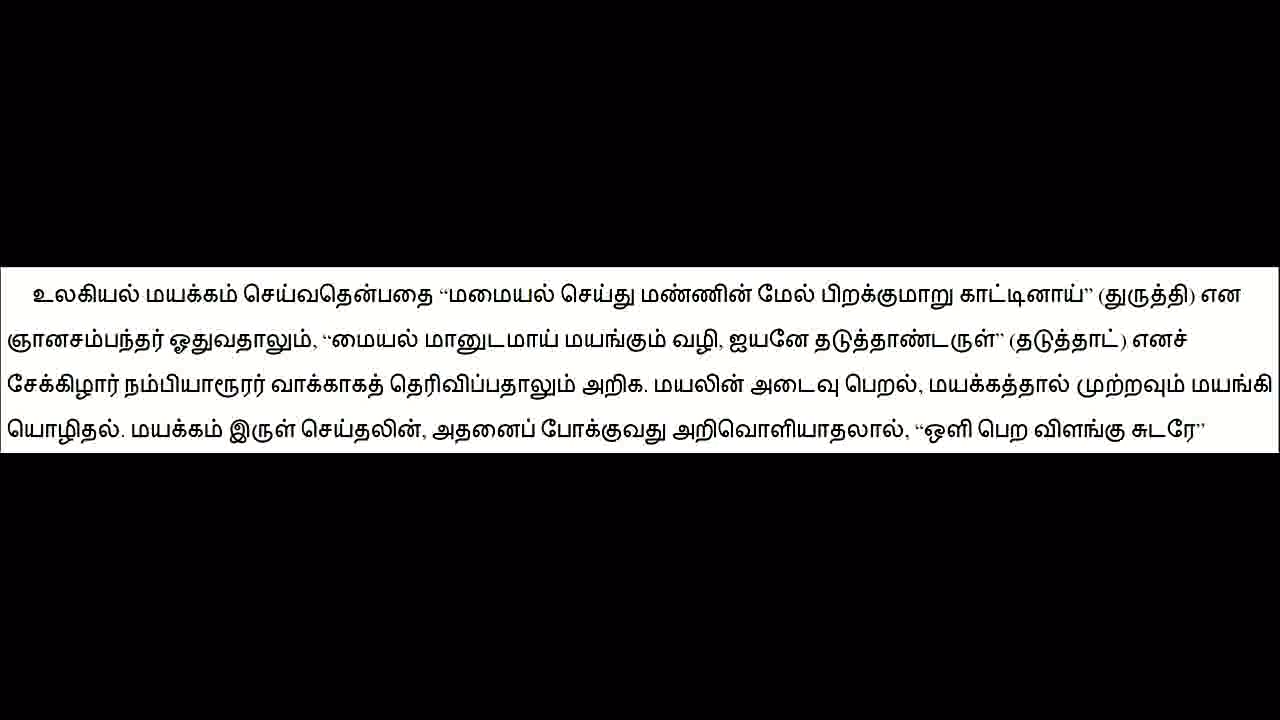 உலகியல் மயக்கம் செய்வதென்பதை “மமையல் செய்து மண்ணின் மேல் பிறக்குமாறு காட்டினாய்” (துருத்தி) என
ஞானசம்பந்தர் ஓதுவதாலும், “மையல் மானுடமாய் மயங்கும் வழி, ஐயனே தடுத்தாண்டருள்” (தடுத்தாட்) எனச்
சேக்கிழார் நம்பியாரூரர் வாக்காகத் தெரிவிப்பதாலும் அறிக. மயலின் அடைவு பெறல், மயக்கத்தால் முற்றவும் மயங்கி
யொழிதல். மயக்கம் இருள் செய்தலின், அதனைப் போக்குவது அறிவொளியாதலால், “ஒளி பெற விளங்கு சுடரே”